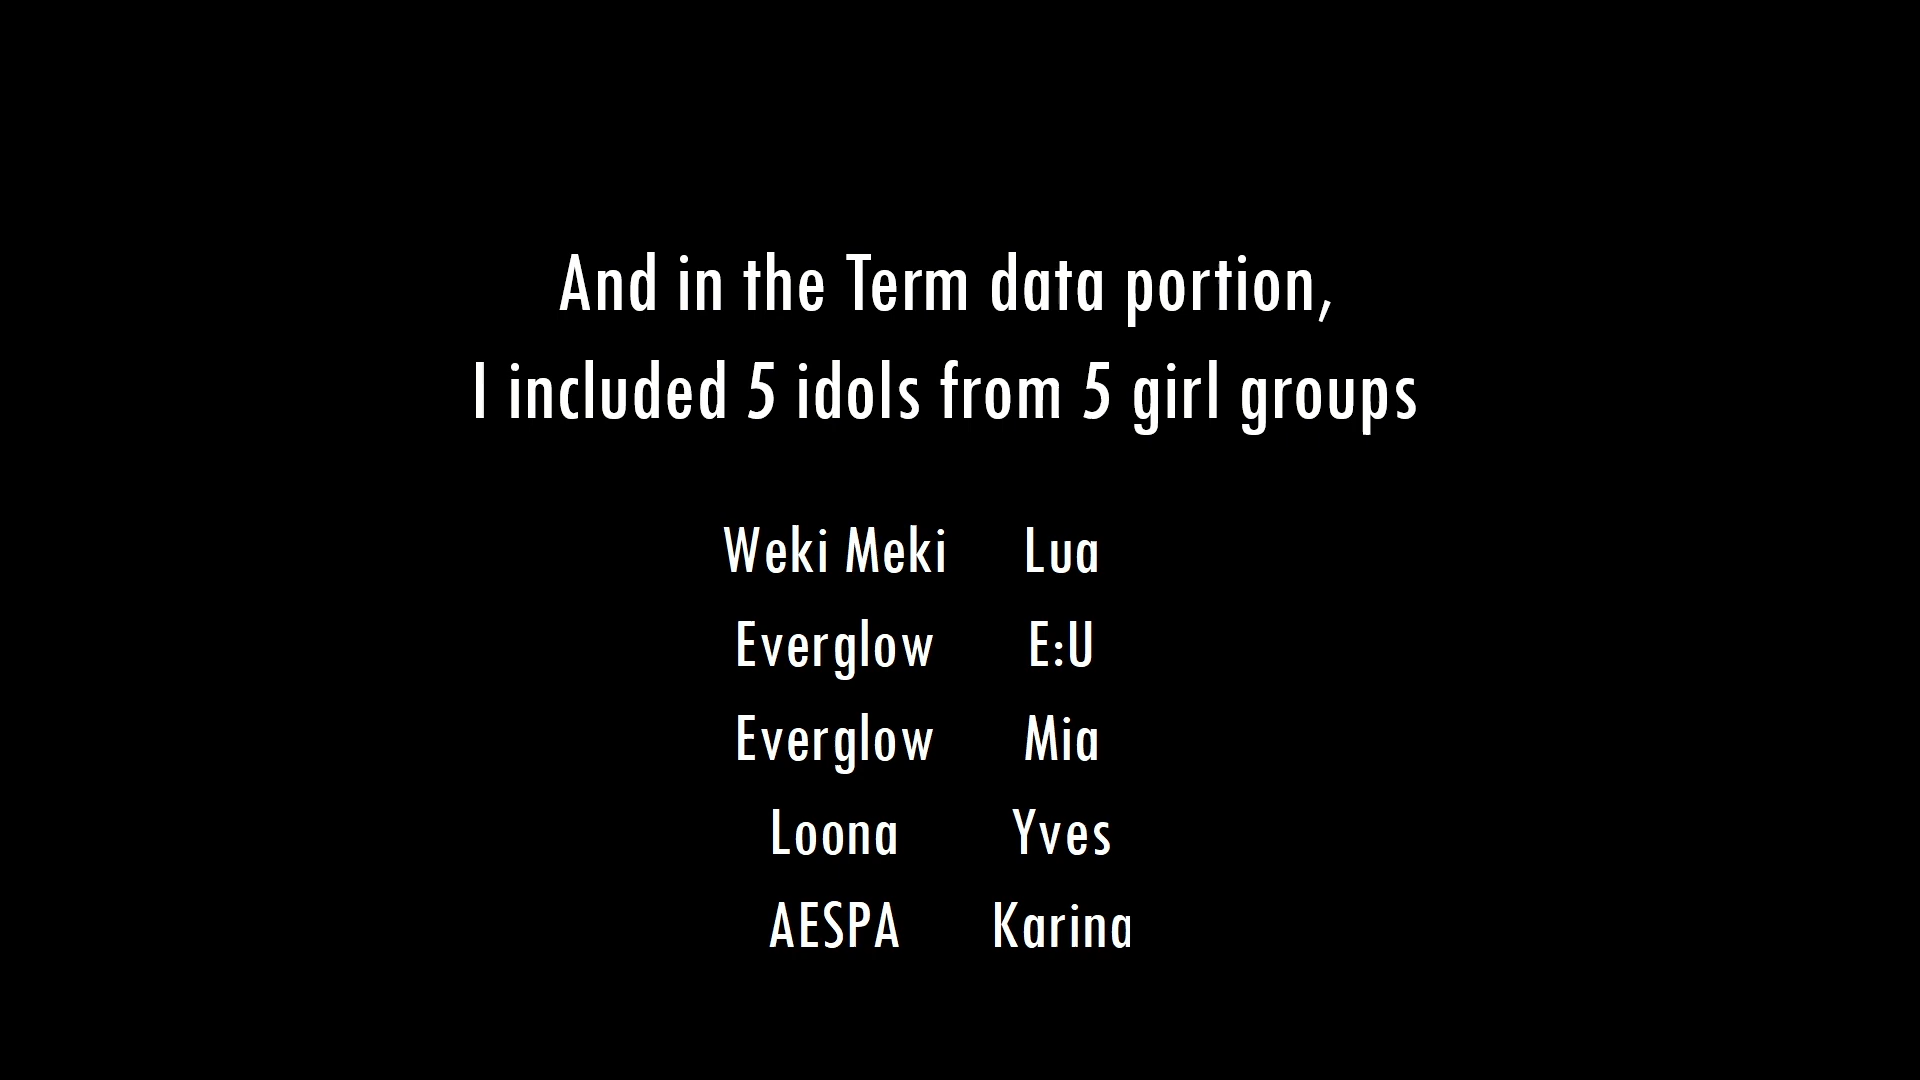 And in the Term data portion,
I included 5 idols from 5 girl groups
Weki Meki Lua
Everglow E:U
Everglow Mia
Loona Yves
AESPA Karina